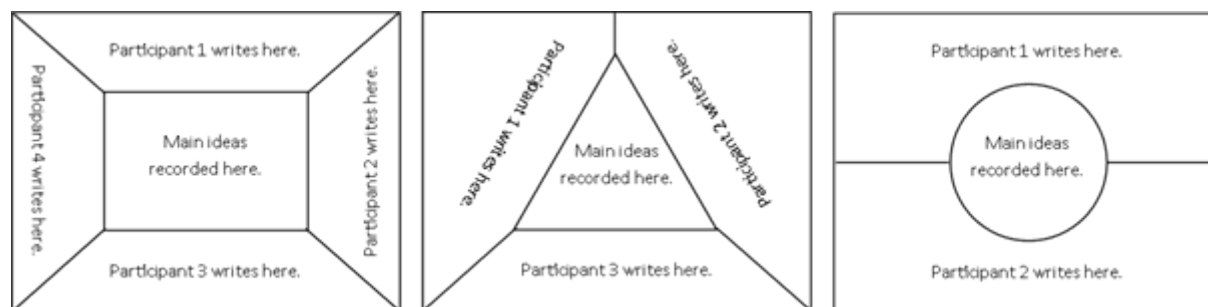 Participant 1 writes here.
Participant 4 writes here.
Main ideas
recorded here.
Participant 2 writes here.
Participant 3 writes here.
Participant 1 writes here.
Participant 2 writes here.
Main ideas
recorded here.
Participant 3 writes here.
Participant 1 writes here.
Main ideas
recorded here.
Participant 2 writes here.